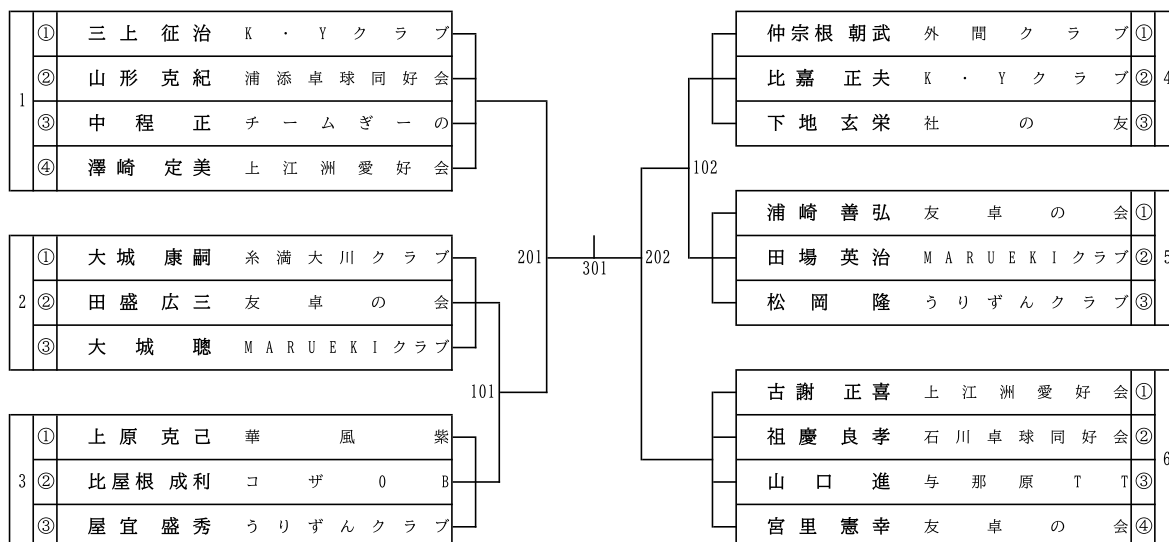 1
① 三上 征治 K・Yクラブ
② 山形 克紀 浦添卓球同好会
③ 中程 正 チームぎーの
④ 澤崎 定美 上江洲愛好会
2
① 大城 康嗣 糸満大川クラブ
② 田盛 広三 友卓の会
③ 大城 聰 MARUEKIクラブ
3
① 上原 克己 華風紫
② 比屋根 成利 コザOB
③ 屋宜 盛秀 うりずんクラブ
101
201
301
202
102
仲宗根 朝武 外間クラブ ①
比嘉 正夫 K・Yクラブ ②
下地 玄栄 社の友 ③
4
浦崎 善弘 友卓の会 ①
田場 英治 MARUEKIクラブ ②
松岡 隆 うりずんクラブ ③
5
古謝 正喜 上江洲愛好会 ①
祖慶 良孝 石川卓球同好会 ②
山口 進 与那原TT ③
宮里 憲幸 友卓の会 ④
6